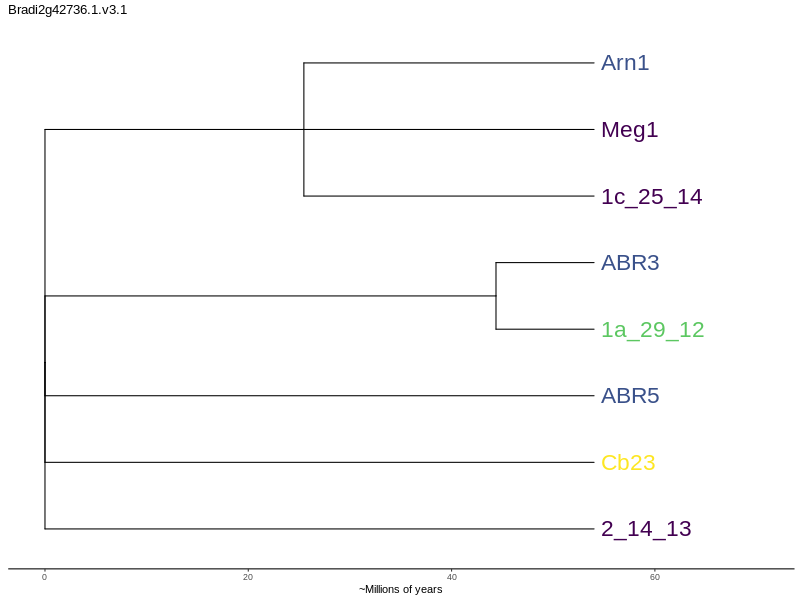 Bradi2g42736.1.v3.1
Arn1
Meg1
1c_25_14
ABR3
1a_29_12
ABR5
Cb23
2_14_13
0 20 40 60
~Millions of years